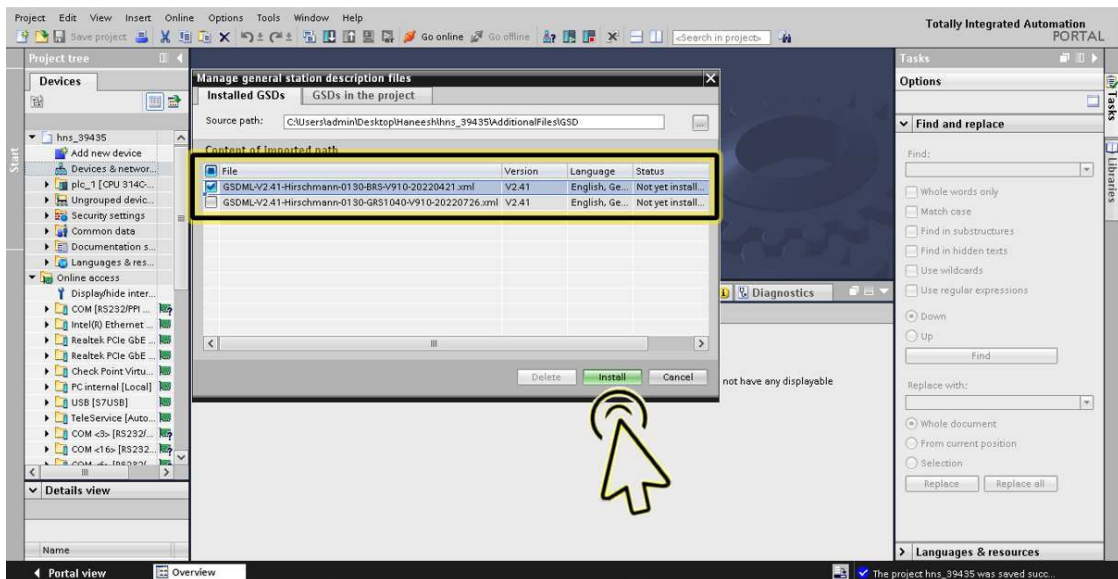 Project Edit View Insert Online Options Tools Window Help
Totally Integrated Automation
PORTAL
Save project Go online Go offline <Search in project>
Project tree
Devices
hns_39435
Add new device
Devices & networ...
plc_1 [CPU 314C-...
Ungrouped devic...
Security settings
Common data
Documentation s...
Languages & res...
Online access
Display/hide inter...
COM [RS232/PPI ...
Intel(R) Ethernet ...
Realtek PCIe GbE ...
Realtek PCIe GbE ...
Check Point Virtu...
PC internal [Local]
USB [S7USB]
TeleService [Auto...
COM <3> [RS232/...
COM <16> [RS232...
Details view
Name
Start
Manage general station description files
Installed GSDs GSDs in the project
Source path: C:\Users\admin\Desktop\Haneesh\hns_39435\AdditionalFiles\GSD
Content of imported path
File Version Language Status
GSDML-V2.41-Hirschmann-0130-BRS-V910-20220421.xml V2.41 English, Ge... Not yet install...
GSDML-V2.41-Hirschmann-0130-GRS1040-V910-20220726.xml V2.41 English, Ge... Not yet install...
Delete Install Cancel
Diagnostics
not have any displayable
Tasks
Options
Find and replace
Find:
Whole words only
Match case
Find in substructures
Find in hidden texts
Use wildcards
Use regular expressions
Down
Up
Find
Replace with:
Whole document
From current position
Selection
Replace Replace all
Languages & resources
Tasks
Libraries
Portal view Overview
The project hns_39435 was saved succ...